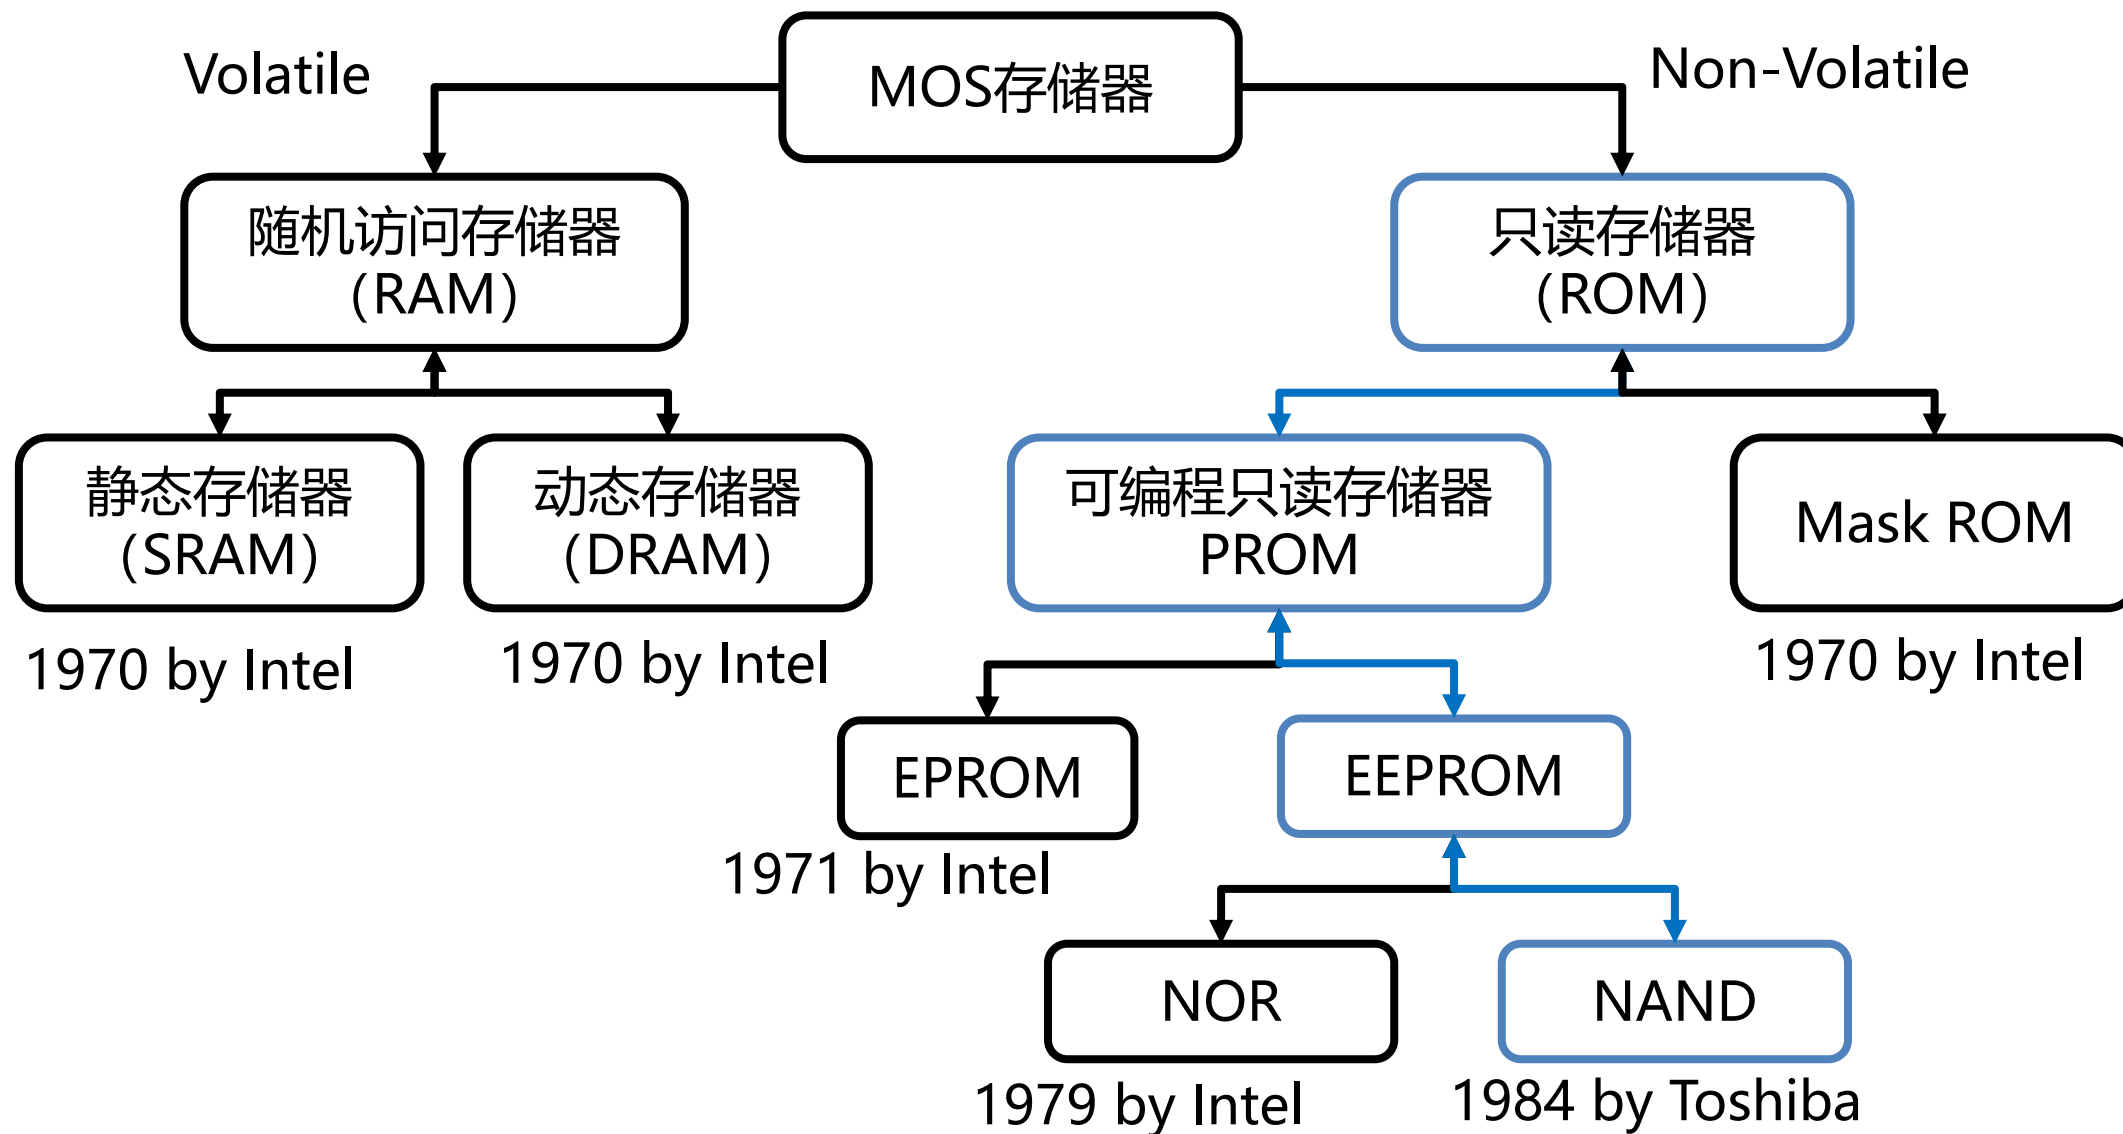 Volatile
MOS存储器
Non-Volatile
随机访问存储器
（RAM）
只读存储器
（ROM）
静态存储器
（SRAM）
动态存储器
（DRAM）
可编程只读存储器
PROM
Mask ROM
1970 by Intel
1970 by Intel
1970 by Intel
EPROM
EEPROM
1971 by Intel
NOR
NAND
1979 by Intel
1984 by Toshiba